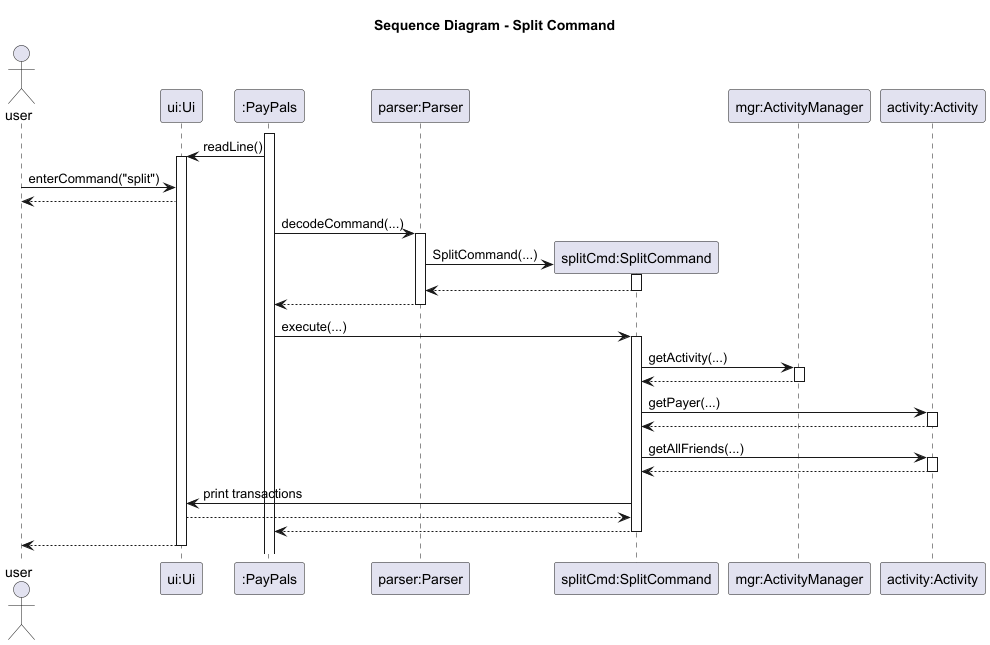 Sequence Diagram - Split Command
user
ui:Ui
:PayPals
parser:Parser
mgr:ActivityManager
activity:Activity
readLine()
enterCommand("split")
decodeCommand(...)
SplitCommand(...)
splitCmd:SplitCommand
execute(...)
getActivity(...)
getPayer(...)
getAllFriends(...)
print transactions
user
ui:Ui
:PayPals
parser:Parser
splitCmd:SplitCommand
mgr:ActivityManager
activity:Activity